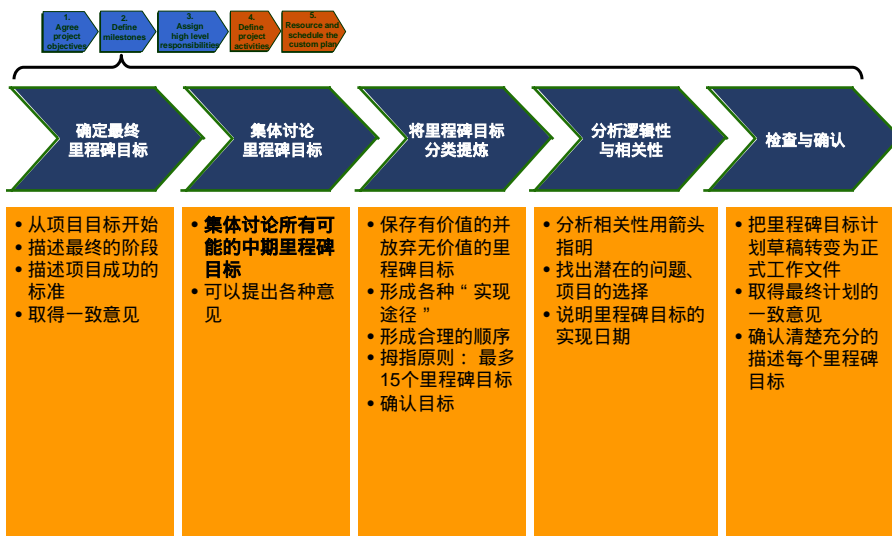 1.
Agree
project
objectives
2.
Define
milestones
3.
Assign
high level
responsibilities
4.
Define
project
activities
5.
Resource and
schedule the
custom plan
确定最终
里程碑目标
集体讨论
里程碑目标
将里程碑目标
分类提炼
分析逻辑性
与相关性
检查与确认
• 从项目目标开始
• 描述最终的阶段
• 描述项目成功的
标准
• 取得一致意见
• 集体讨论所有可
能的中期里程碑
目标
• 可以提出各种意
见
• 保存有价值的并
放弃无价值的里
程碑目标
• 形成各种“实现
途径”
• 形成合理的顺序
• 拇指原则：最多
15个里程碑目标
• 确认目标
• 分析相关性用箭头
指明
• 找出潜在的问题、
项目的选择
• 说明里程碑目标的
实现日期
• 把里程碑目标计
划草稿转变为正
式工作文件
• 取得最终计划的
一致意见
• 确认清楚充分的
描述每个里程碑
目标